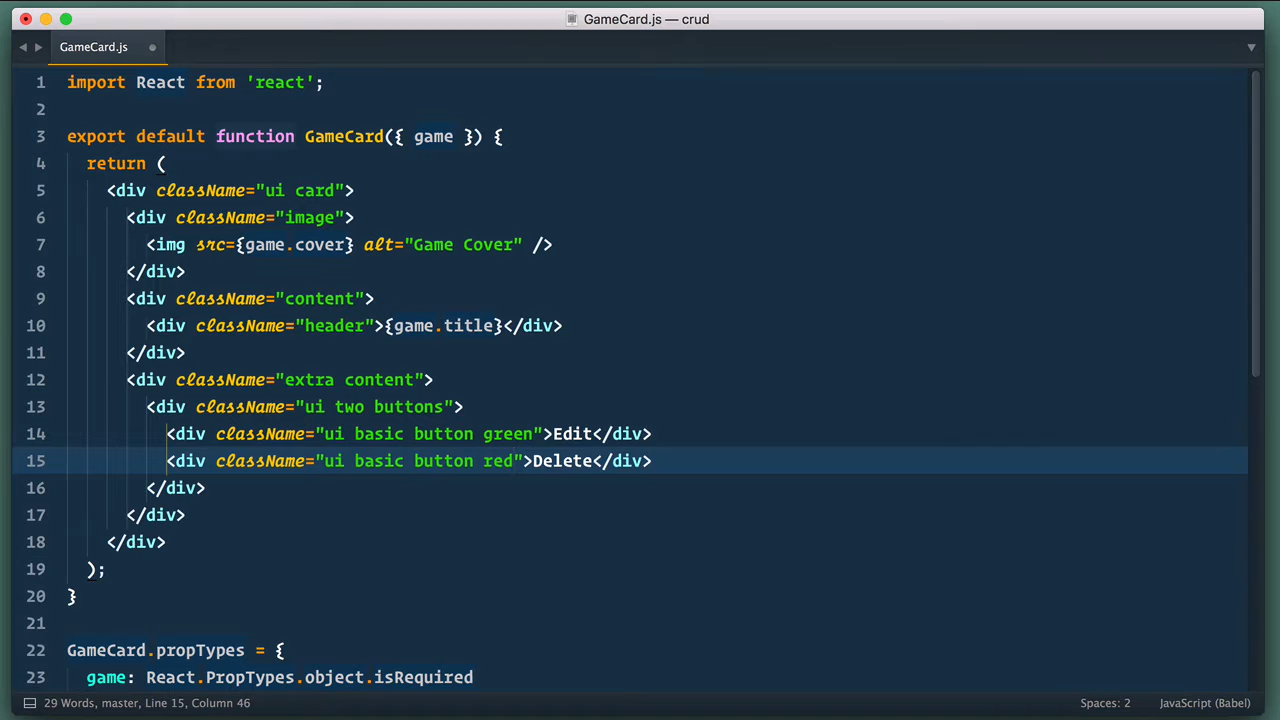 GameCard.js — crud
GameCard.js
1 import React from 'react';
2
3 export default function GameCard({ game }) {
4   return (
5     <div className="ui card">
6       <div className="image">
7         <img src={game.cover} alt="Game Cover" />
8       </div>
9       <div className="content">
10         <div className="header">{game.title}</div>
11       </div>
12       <div className="extra content">
13         <div className="ui two buttons">
14           <div className="ui basic button green">Edit</div>
15           <div className="ui basic button red">Delete</div>
16         </div>
17       </div>
18     </div>
19   );
20 }
21
22 GameCard.propTypes = {
23   game: React.PropTypes.object.isRequired
29 Words, master, Line 15, Column 46 Spaces: 2 JavaScript (Babel)